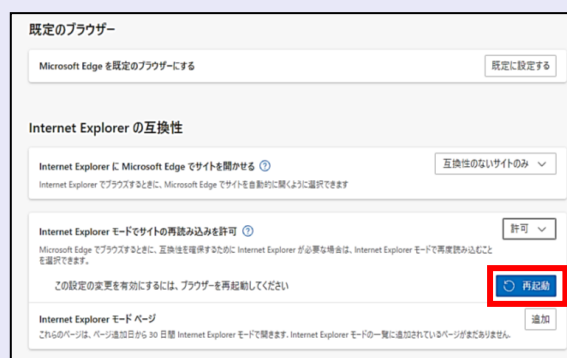 既定のブラウザー
Microsoft Edge を既定のブラウザーにする
既定に設定する
Internet Explorer の互換性
Internet Explorer に Microsoft Edge でサイトを開かせる
互換性のないサイトのみ
Internet Explorer でブラウズするときに、Microsoft Edge でサイトを自動的に開くように選択できます
Internet Explorer モードでサイトの再読み込みを許可
許可
Microsoft Edge でブラウズするときに、互換性を確保するために Internet Explorer が必要な場合は、Internet Explorer モードで再度読み込むこと
を選択できます。
この設定の変更を有効にするには、ブラウザーを再起動してください
再起動
Internet Explorer モード ページ
追加
これらのページは、ページ追加日から 30 日間 Internet Explorer モードで開きます。Internet Explorer モードの一覧に追加されているページがまだありません。